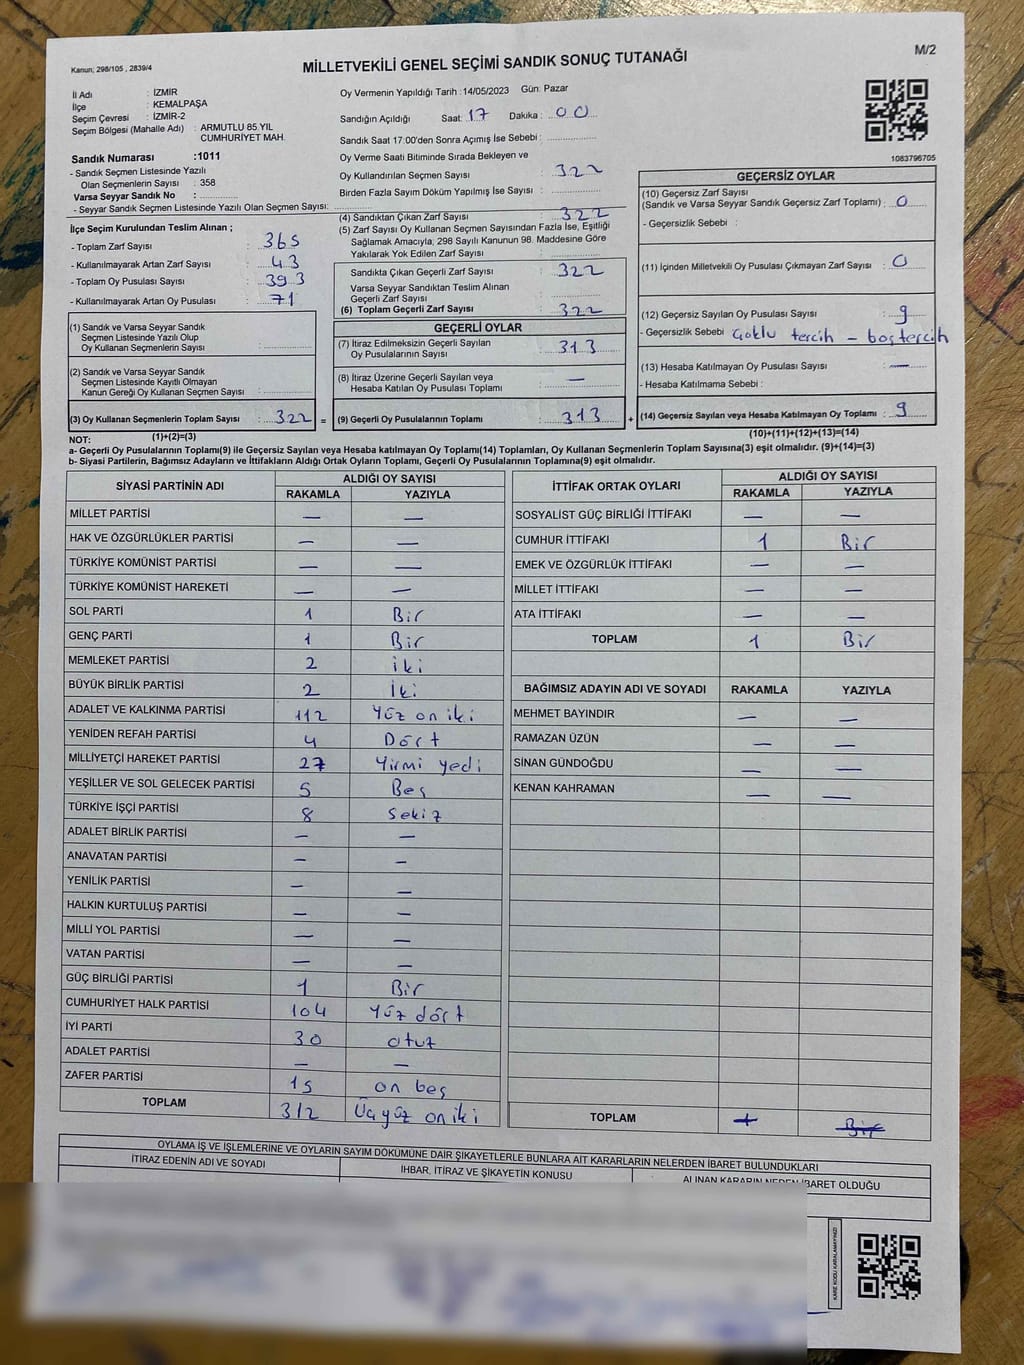 Kanun; 298/105 , 2839/4
MİLLETVEKİLİ GENEL SEÇİMİ SANDIK SONUÇ TUTANAĞI
M/2
İl Adı : İZMİR
İlçe : KEMALPAŞA
Seçim Çevresi : İZMİR-2
Seçim Bölgesi (Mahalle Adı) : ARMUTLU 85.YIL
CUMHURİYET MAH.
Sandık Numarası :1011
- Sandık Seçmen Listesinde Yazılı
Olan Seçmenlerin Sayısı : 358
Varsa Seyyar Sandık No :
- Seyyar Sandık Seçmen Listesinde Yazılı Olan Seçmen Sayısı:
Oy Vermenin Yapıldığı Tarih :14/05/2023 Gün: Pazar
Sandığın Açıldığı Saat: 17 Dakika : 00
Sandık Saat 17:00'den Sonra Açımış İse Sebebi :
Oy Verme Saati Bitiminde Sırada Bekleyen ve
Oy Kullandırılan Seçmen Sayısı : 322
Birden Fazla Sayım Döküm Yapılmış İse Sayısı :
1083796705
İlçe Seçim Kurulundan Teslim Alınan ;
- Toplam Zarf Sayısı : 365
- Kullanılmayarak Artan Zarf Sayısı : 43
- Toplam Oy Pusulası Sayısı : 393
- Kullanılmayarak Artan Oy Pusulası : 71
(1) Sandık ve Varsa Seyyar Sandık
Seçmen Listesinde Yazılı Olup
Oy Kullanan Seçmenlerin Sayısı :
(2) Sandık ve Varsa Seyyar Sandık
Seçmen Listesinde Kayıtlı Olmayan
Kanun Gereği Oy Kullanan Seçmen Sayısı :
(3) Oy Kullanan Seçmenlerin Toplam Sayısı : 322 =
(1)+(2)=(3)
(4) Sandıktan Çıkan Zarf Sayısı : 322
(5) Zarf Sayısı Oy Kullanan Seçmen Sayısından Fazla İse, Eşitliği
Sağlamak Amacıyla, 298 Sayılı Kanunun 98. Maddesine Göre
Yakılarak Yok Edilen Zarf Sayısı :
Sandıkta Çıkan Geçerli Zarf Sayısı : 322
Varsa Seyyar Sandıktan Teslim Alınan
Geçerli Zarf Sayısı :
(6) Toplam Geçerli Zarf Sayısı : 322
GEÇERLİ OYLAR
(7) İtiraz Edilmeksizin Geçerli Sayılan
Oy Pusulalarının Sayısı : 313
(8) İtiraz Üzerine Geçerli Sayılan veya
Hesaba Katılan Oy Pusulası Toplamı : —
(9) Geçerli Oy Pusulalarının Toplamı : 313 +
GEÇERSİZ OYLAR
(10) Geçersiz Zarf Sayısı
(Sandık ve Varsa Seyyar Sandık Geçersiz Zarf Toplamı) : 0
- Geçersizlik Sebebi :
(11) İçinden Milletvekili Oy Pusulası Çıkmayan Zarf Sayısı : 0
(12) Geçersiz Sayılan Oy Pusulası Sayısı : 9
- Geçersizlik Sebebi Çoklu tercih - boş tercih
(13) Hesaba Katılmayan Oy Pusulası Sayısı : —
- Hesaba Katılmama Sebebi :
(14) Geçersiz Sayılan veya Hesaba Katılmayan Oy Toplamı : 9
(10)+(11)+(12)+(13)=(14)
NOT:
a- Geçerli Oy Pusulalarının Toplamı(9) ile Geçersiz Sayılan veya Hesaba katılmayan Oy Toplamı(14) Toplamları, Oy Kullanan Seçmenlerin Toplam Sayısına(3) eşit olmalıdır. (9)+(14)=(3)
b- Siyasi Partilerin, Bağımsız Adayların ve İttifakların Aldığı Ortak Oyların Toplamı, Geçerli Oy Pusulalarının Toplamına(9) eşit olmalıdır.
SİYASİ PARTİNİN ADI ALDIĞI OY SAYISI
RAKAMLA YAZIYLA
MİLLET PARTİSİ — —
HAK VE ÖZGÜRLÜKLER PARTİSİ — —
TÜRKİYE KOMÜNİST PARTİSİ — —
TÜRKİYE KOMÜNİST HAREKETİ — —
SOL PARTİ 1 Bir
GENÇ PARTİ 1 Bir
MEMLEKET PARTİSİ 2 iki
BÜYÜK BİRLİK PARTİSİ 2 İki
ADALET VE KALKINMA PARTİSİ 112 Yüz on iki
YENİDEN REFAH PARTİSİ 4 Dört
MİLLİYETÇİ HAREKET PARTİSİ 27 Yirmi yedi
YEŞİLLER VE SOL GELECEK PARTİSİ 5 Beş
TÜRKİYE İŞÇİ PARTİSİ 8 Sekiz
ADALET BİRLİK PARTİSİ — —
ANAVATAN PARTİSİ — —
YENİLİK PARTİSİ — —
HALKIN KURTULUŞ PARTİSİ — —
MİLLİ YOL PARTİSİ — —
VATAN PARTİSİ — —
GÜÇ BİRLİĞİ PARTİSİ 1 Bir
CUMHURİYET HALK PARTİSİ 104 Yüz dört
İYİ PARTİ 30 otuz
ADALET PARTİSİ — —
ZAFER PARTİSİ 15 on beş
TOPLAM 312 Üçyüz oniki
İTTİFAK ORTAK OYLARI ALDIĞI OY SAYISI
RAKAMLA YAZIYLA
SOSYALİST GÜÇ BİRLİĞİ İTTİFAKI — —
CUMHUR İTTİFAKI 1 Bir
EMEK VE ÖZGÜRLÜK İTTİFAKI — —
MİLLET İTTİFAKI — —
ATA İTTİFAKI — —
TOPLAM 1 Bir
BAĞIMSIZ ADAYIN ADI VE SOYADI RAKAMLA YAZIYLA
MEHMET BAYINDIR — —
RAMAZAN ÜZÜN — —
SİNAN GÜNDOĞDU — —
KENAN KAHRAMAN — —
TOPLAM 1 Bir
OYLAMA İŞ VE İŞLEMLERİNE VE OYLARIN SAYIM DÖKÜMÜNE DAİR ŞİKAYETLERLE BUNLARA AİT KARARLARIN NELERDEN İBARET BULUNDUKLARI
İTİRAZ EDENİN ADI VE SOYADI İHBAR, İTİRAZ VE ŞİKAYETİN KONUSU ALINAN KARARIN NEDEN İBARET OLDUĞU
KARE KODU KARALAMAYINIZ!